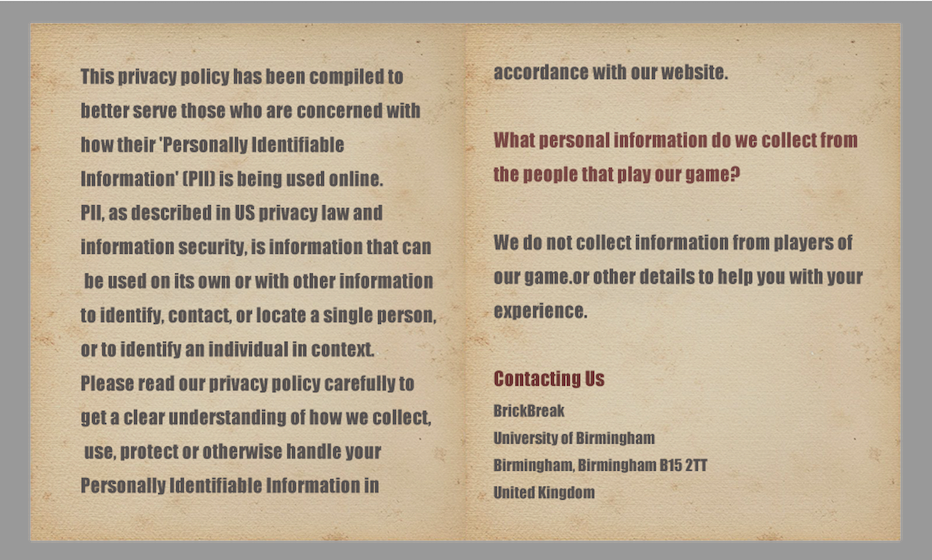 This privacy policy has been compiled to
better serve those who are concerned with
how their 'Personally Identifiable
Information' (PII) is being used online.
PII, as described in US privacy law and
information security, is information that can
be used on its own or with other information
to identify, contact, or locate a single person,
or to identify an individual in context.
Please read our privacy policy carefully to
get a clear understanding of how we collect,
use, protect or otherwise handle your
Personally Identifiable Information in
accordance with our website.
What personal information do we collect from
the people that play our game?
We do not collect information from players of
our game.or other details to help you with your
experience.
Contacting Us
BrickBreak
University of Birmingham
Birmingham, Birmingham B15 2TT
United Kingdom